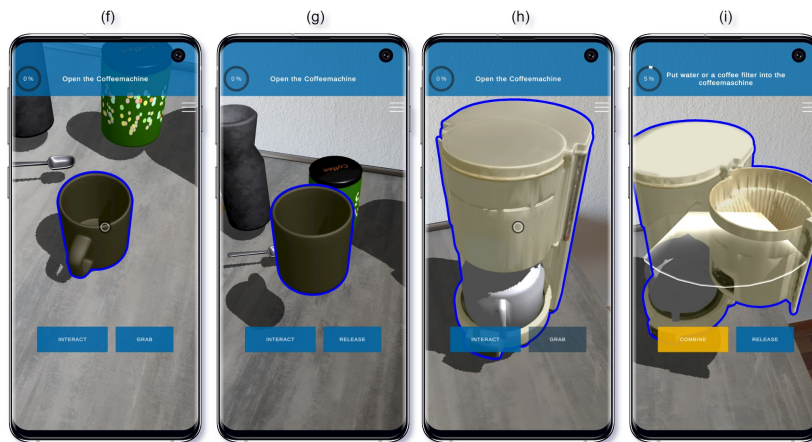 (f)
(g)
(h)
(i)
0 %
Open the Coffeemachine
INTERACT
GRAB
0 %
Open the Coffeemachine
Coffee
INTERACT
RELEASE
0 %
Open the Coffeemachine
INTERACT
GRAB
5 %
Put water or a coffee filter into the
coffeemaschine
COMBINE
RELEASE